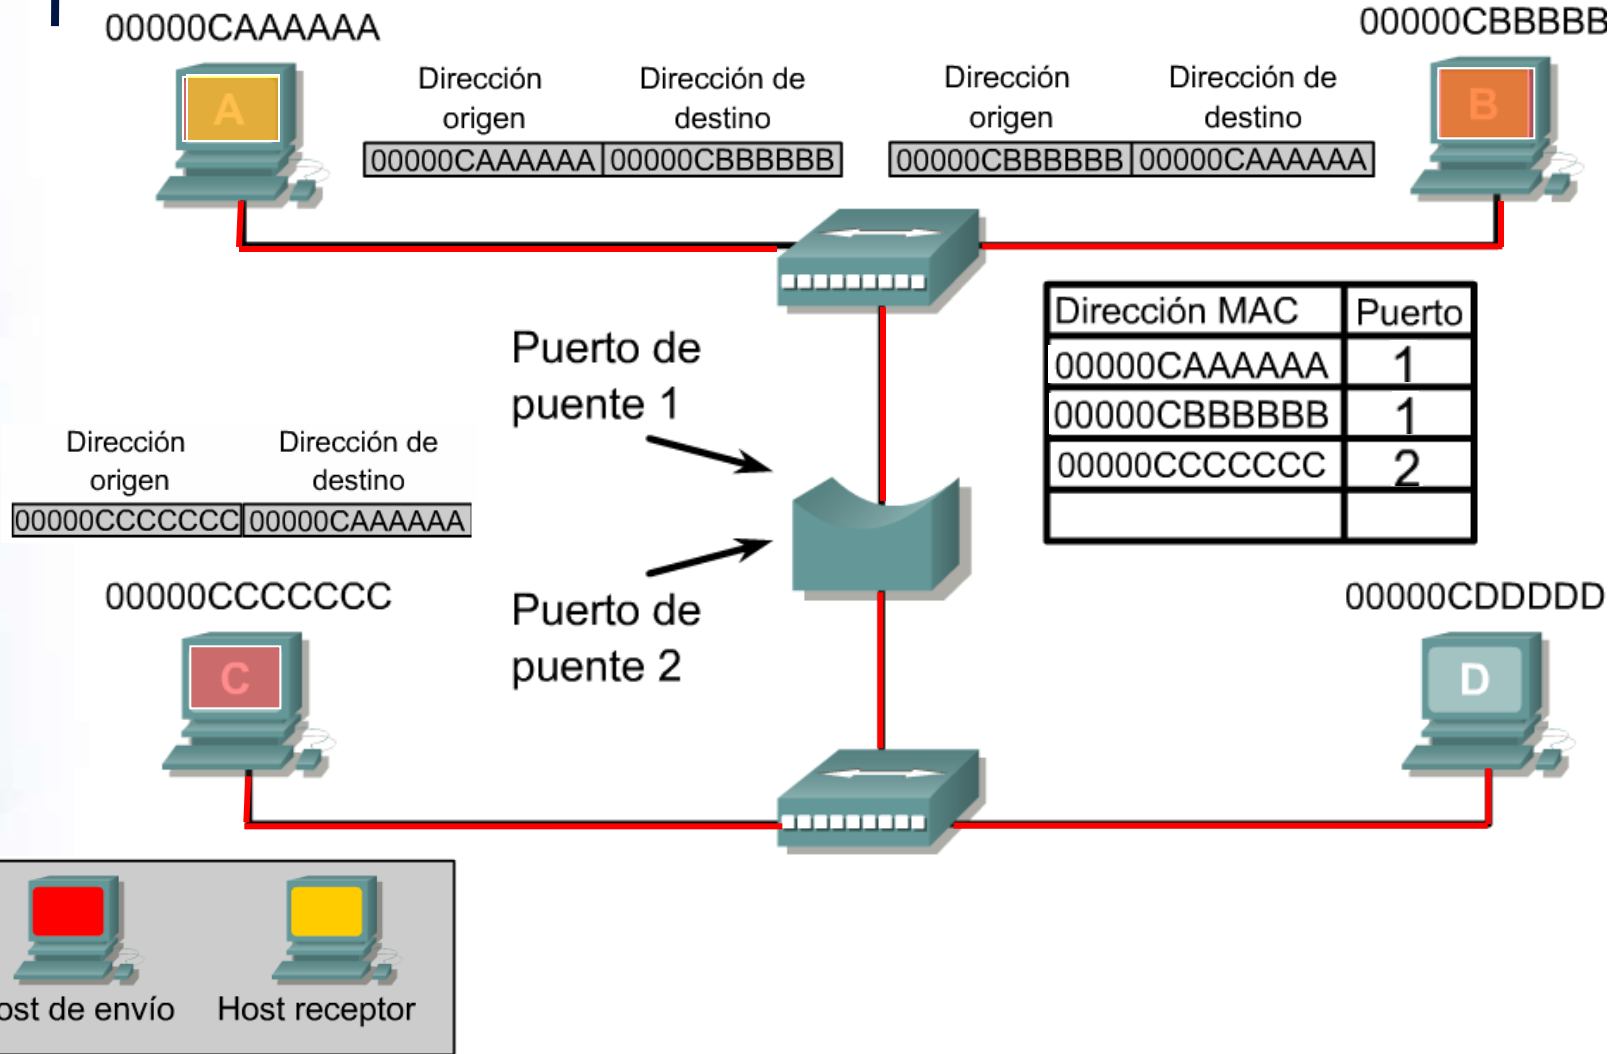 00000CAAAAAA
00000CBBBBB
A
Dirección
origen
Dirección de
destino
00000CAAAAAA 00000CBBBBBB
Dirección
origen
Dirección de
destino
00000CBBBBBB 00000CAAAAAA
B
Dirección MAC Puerto
00000CAAAAAA 1
00000CBBBBBB 1
00000CCCCCCC 2
Puerto de
puente 1
Dirección
origen
Dirección de
destino
00000CCCCCCC 00000CAAAAAA
Puerto de
puente 2
00000CCCCCCC
C
00000CDDDDD
D
ost de envío
Host receptor